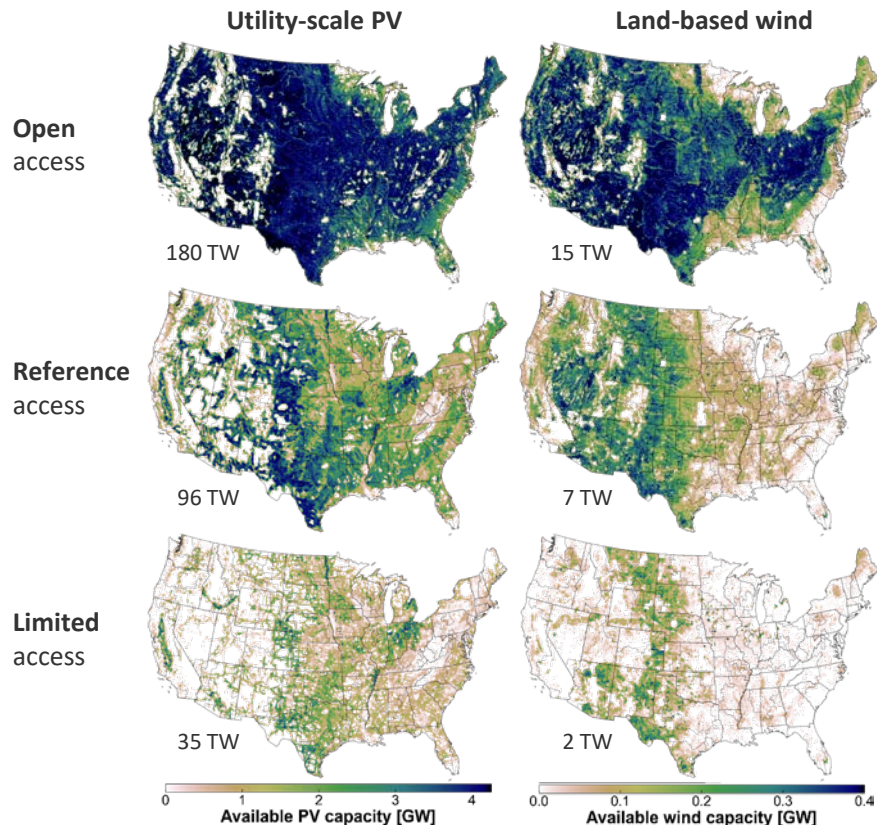 Utility-scale PV
Land-based wind
Open
access
180 TW
15 TW
Reference
access
96 TW
7 TW
Limited
access
35 TW
2 TW
0 1 2 3 4
Available PV capacity [GW]
0.0 0.1 0.2 0.3 0.4
Available wind capacity [GW]